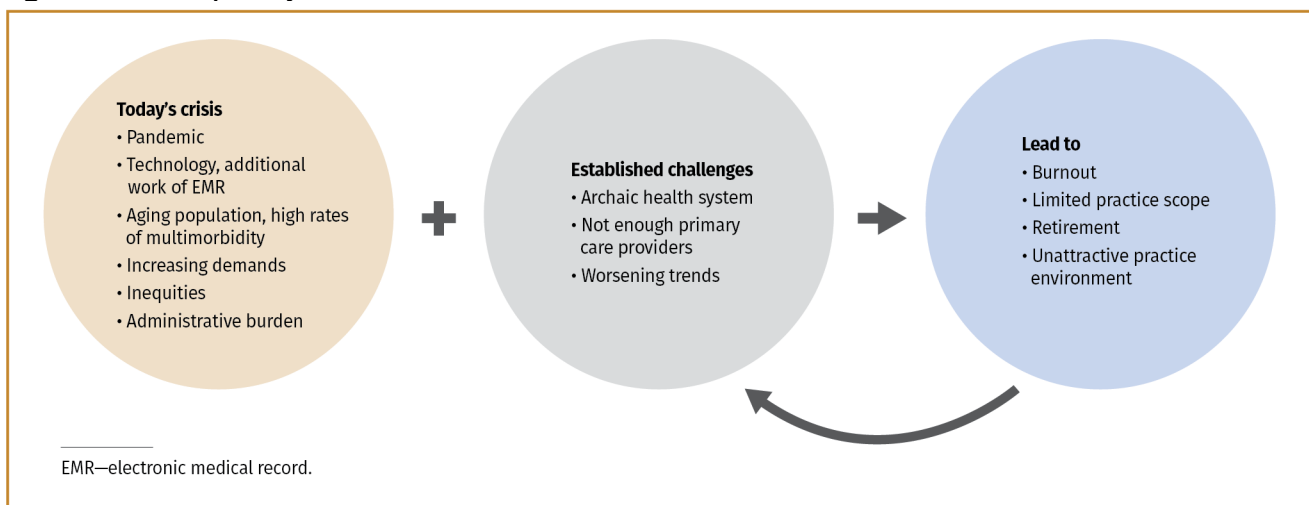 Today's crisis
• Pandemic
• Technology, additional
work of EMR
• Aging population, high rates
of multimorbidity
• Increasing demands
• Inequities
• Administrative burden
Established challenges
• Archaic health system
• Not enough primary
care providers
• Worsening trends
Lead to
• Burnout
• Limited practice scope
• Retirement
• Unattractive practice
environment
EMR—electronic medical record.